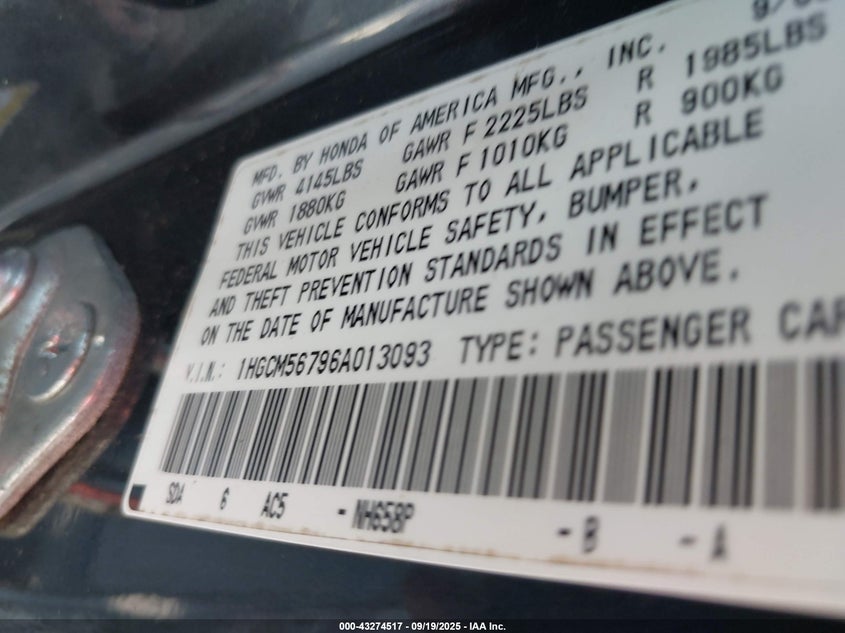 MFD. BY HONDA OF AMERICA MFG., INC.
GVWR 4145LBS GAWR F 2225LBS R 1985LBS
GVWR 1880KG GAWR F 1010KG R 900KG
THIS VEHICLE CONFORMS TO ALL APPLICABLE
FEDERAL MOTOR VEHICLE SAFETY, BUMPER,
AND THEFT PREVENTION STANDARDS IN EFFECT
ON THE DATE OF MANUFACTURE SHOWN ABOVE.
V.I.N.: 1HGCM56796A013093 TYPE: PASSENGER CAR
SDA 6 AC5 - NH658P - B - A
000-43274517 - 09/19/2025 - IAA Inc.